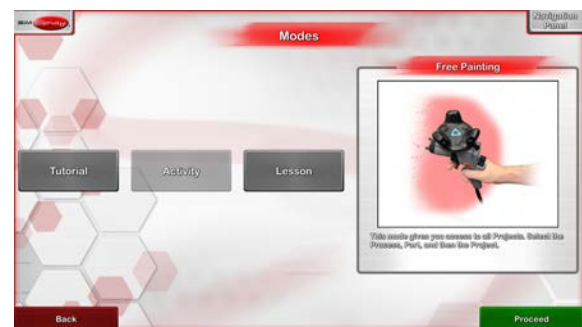 Navigation
Panel
Modes
Free Painting
Tutorial
Activity
Lesson
This mode gives you access to all Projects. Select the
Process, Part, and then the Project.
Back
Proceed